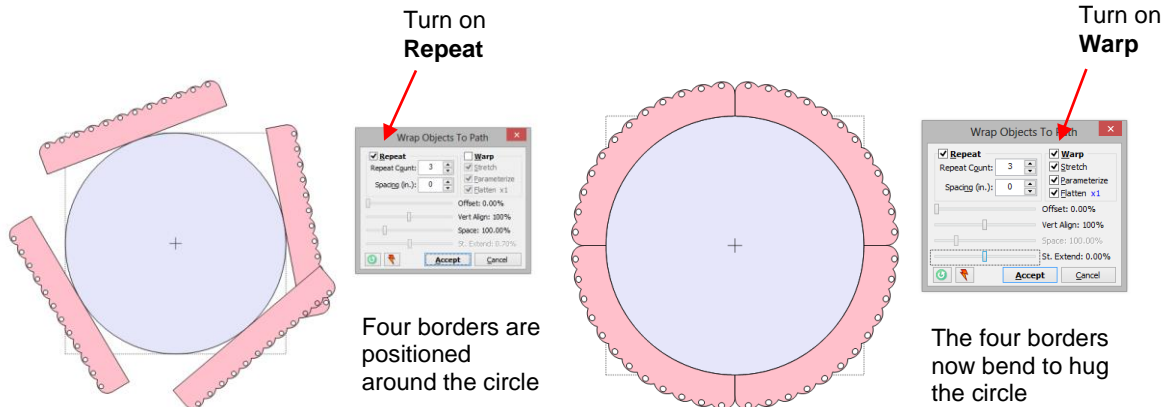 Turn on
Repeat
Wrap Objects To Path
Repeat
Warp
Repeat Count: 3
Stretch
Spacing (in.): 0
Parameterize
Flatten x1
Offset: 0.00%
Vert Align: 100%
Space: 100.00%
St. Extend: 8.70%
Accept
Cancel
Four borders are
positioned
around the circle
Turn on
Warp
Wrap Objects To Path
Repeat
Warp
Repeat Count: 3
Stretch
Spacing (in.): 0
Parameterize
Flatten x1
Offset: 0.00%
Vert Align: 100%
Space: 100.00%
St. Extend: 0.00%
Accept
Cancel
The four borders
now bend to hug
the circle